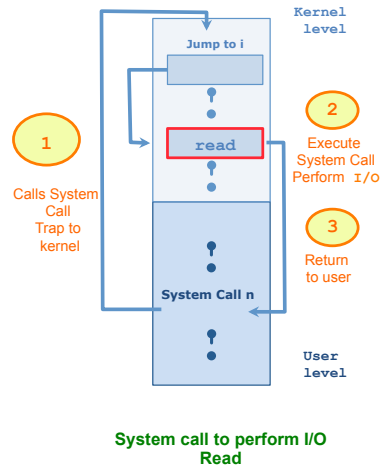 Kernel
level
Jump to i
1
2
read
Execute
System Call
Perform I/O
Calls System
Call
Trap to
kernel
3
Return
to user
System Call n
User
level
System call to perform I/O
Read